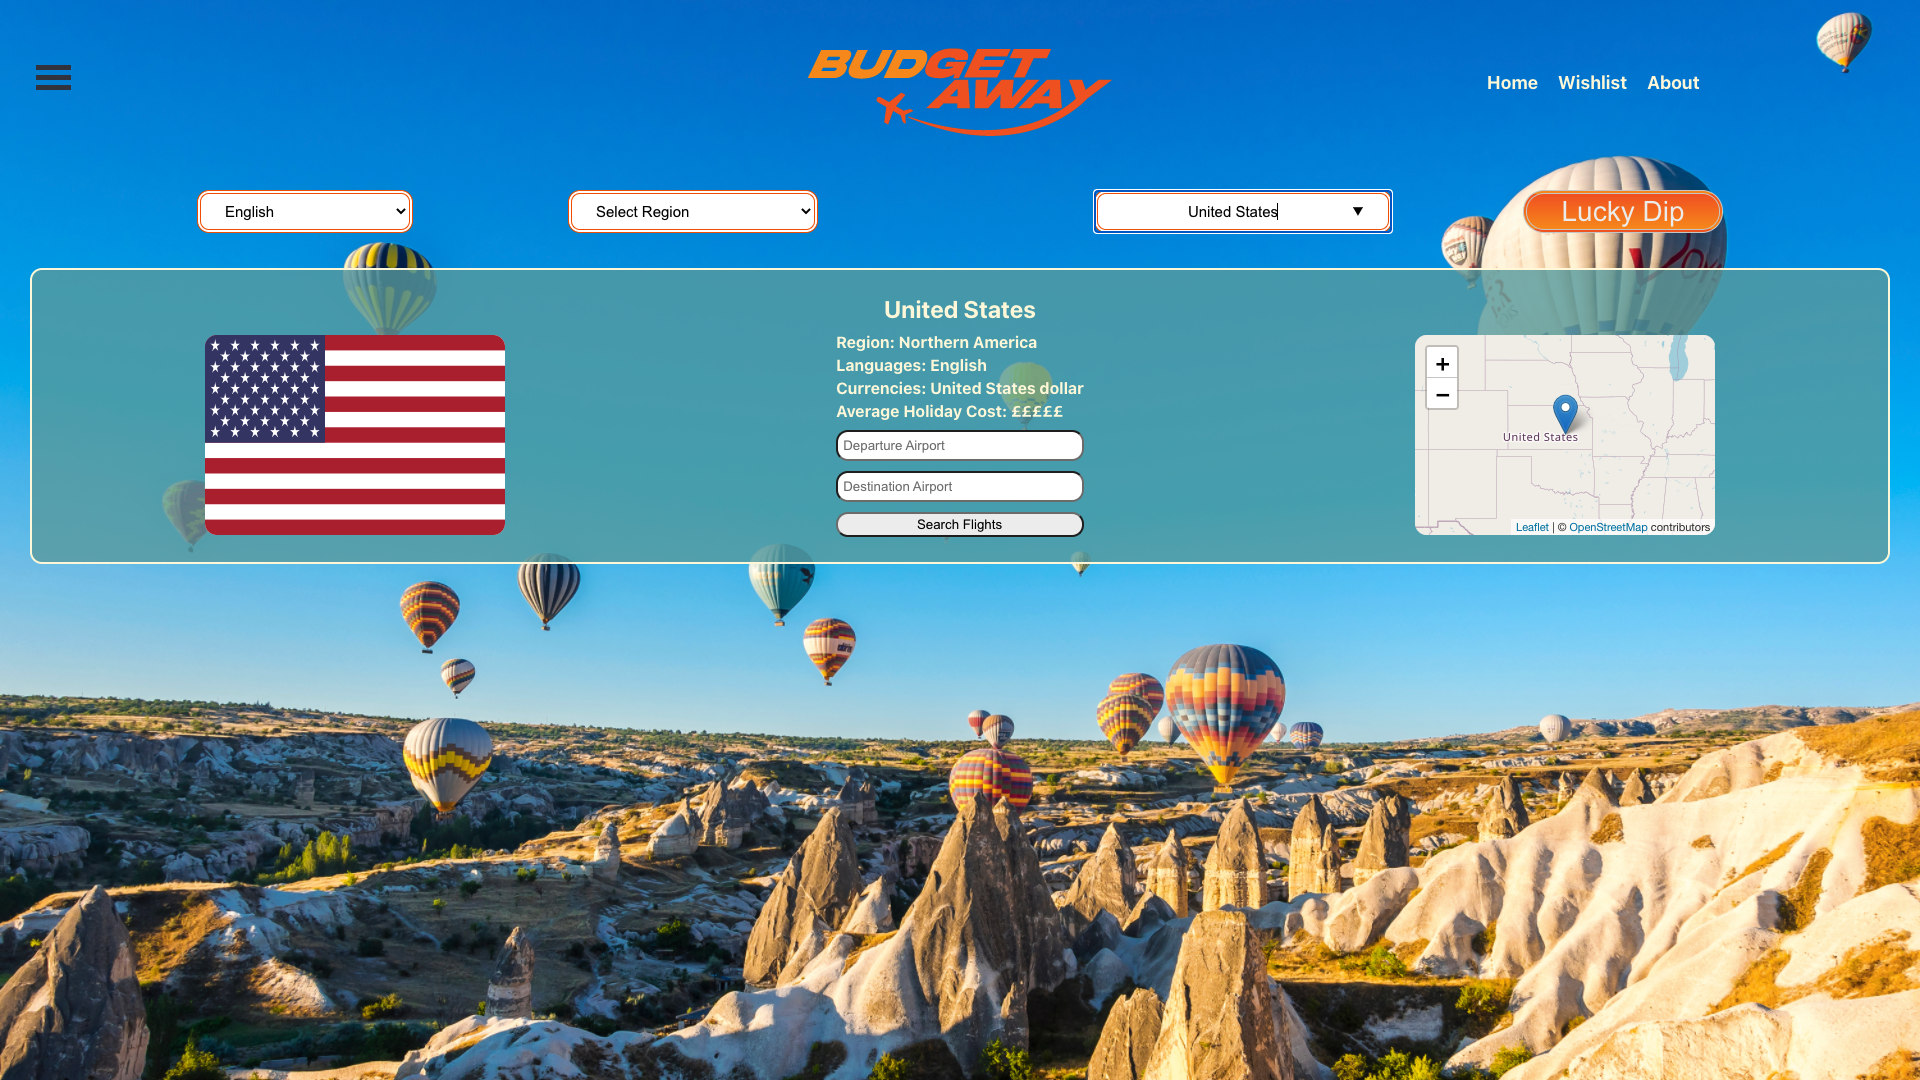 BUDGET
AWAY
Home
Wishlist
About
English
Select Region
United States
▼
Lucky Dip
United States
Region: Northern America
Languages: English
Currencies: United States dollar
Average Holiday Cost: £££££
Departure Airport
Destination Airport
Search Flights
+
−
United States
Leaflet | © OpenStreetMap contributors